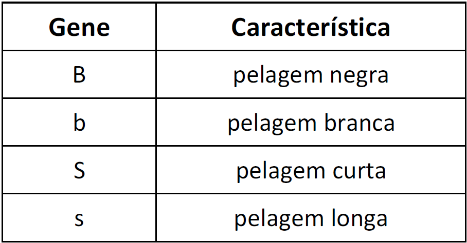 Gene Característica
B pelagem negra
b pelagem branca
S pelagem curta
s pelagem longa